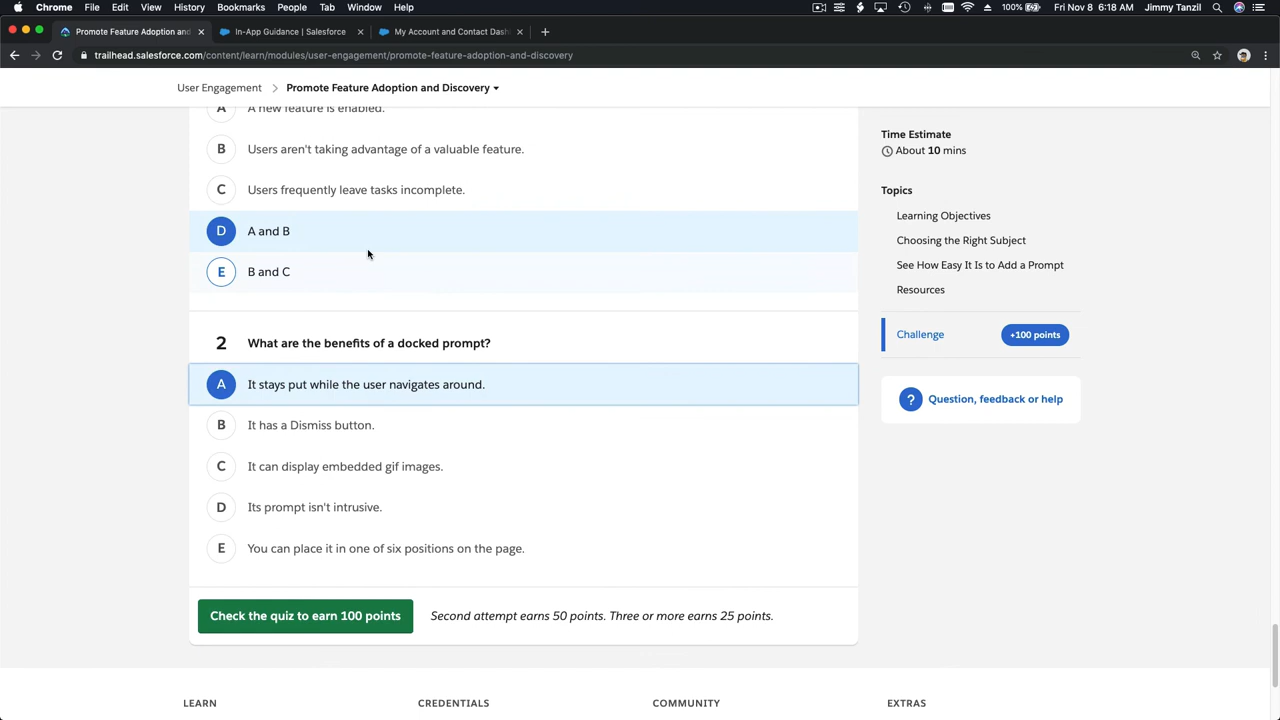 Chrome File Edit View History Bookmarks People Tab Window Help 100% Fri Nov 8 6:18 AM Jimmy Tanzil
Promote Feature Adoption and In-App Guidance | Salesforce My Account and Contact Dash
trailhead.salesforce.com/content/learn/modules/user-engagement/promote-feature-adoption-and-discovery
User Engagement Promote Feature Adoption and Discovery
A A new feature is enabled.
B Users aren't taking advantage of a valuable feature.
C Users frequently leave tasks incomplete.
D A and B
E B and C
2 What are the benefits of a docked prompt?
A It stays put while the user navigates around.
B It has a Dismiss button.
C It can display embedded gif images.
D Its prompt isn't intrusive.
E You can place it in one of six positions on the page.
Check the quiz to earn 100 points Second attempt earns 50 points. Three or more earns 25 points.
Time Estimate
About 10 mins
Topics
Learning Objectives
Choosing the Right Subject
See How Easy It Is to Add a Prompt
Resources
Challenge +100 points
? Question, feedback or help
LEARN CREDENTIALS COMMUNITY EXTRAS